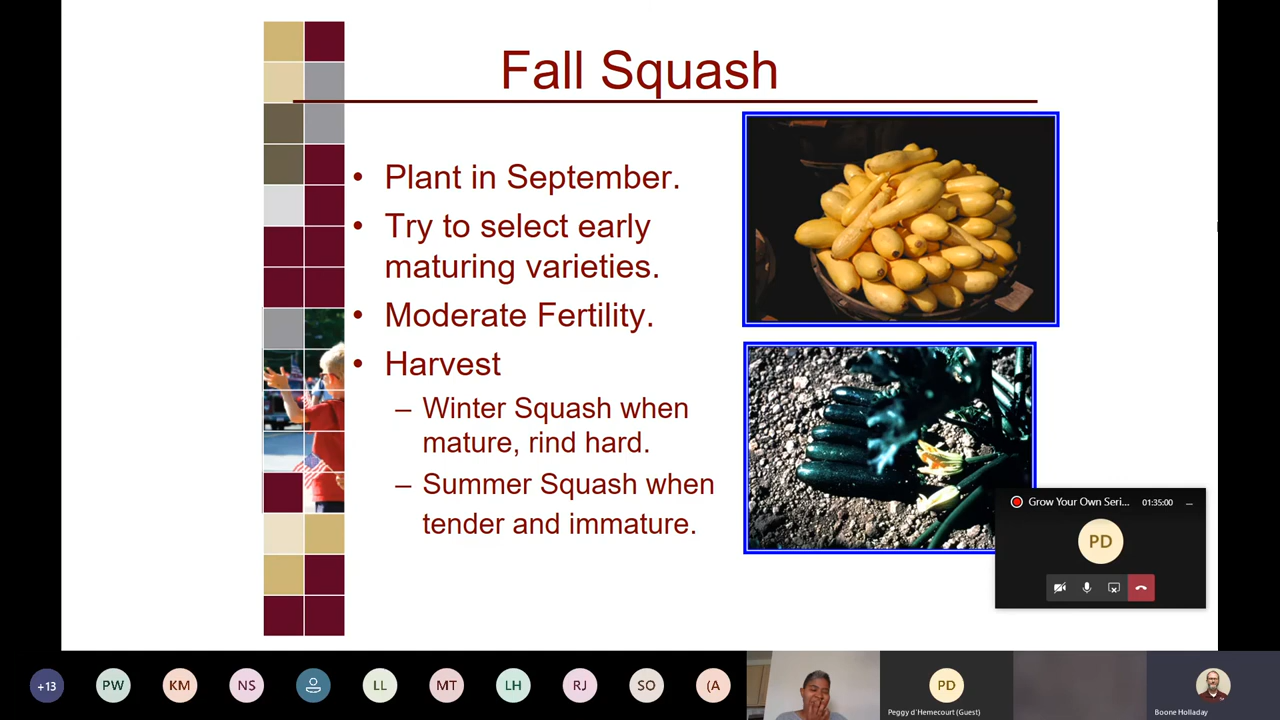 Fall Squash
• Plant in September.
• Try to select early
maturing varieties.
• Moderate Fertility.
• Harvest
– Winter Squash when
mature, rind hard.
– Summer Squash when
tender and immature.
Grow Your Own Seri... 01:35:00
PD
+13 PW KM NS LL MT LH RJ SO (A PD
Peggy d'Hemecourt (Guest) Boone Holladay